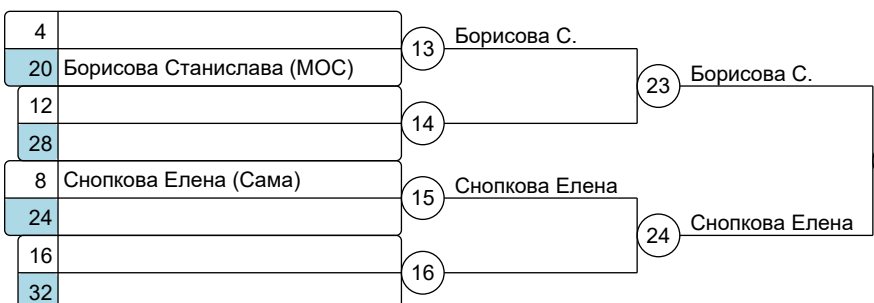 4
13 Борисова С.
20 Борисова Станислава (МОС)
23 Борисова С.
12
14
28
8 Снопкова Елена (Сама)
15 Снопкова Елена
24
24 Снопкова Елена
16
16
32